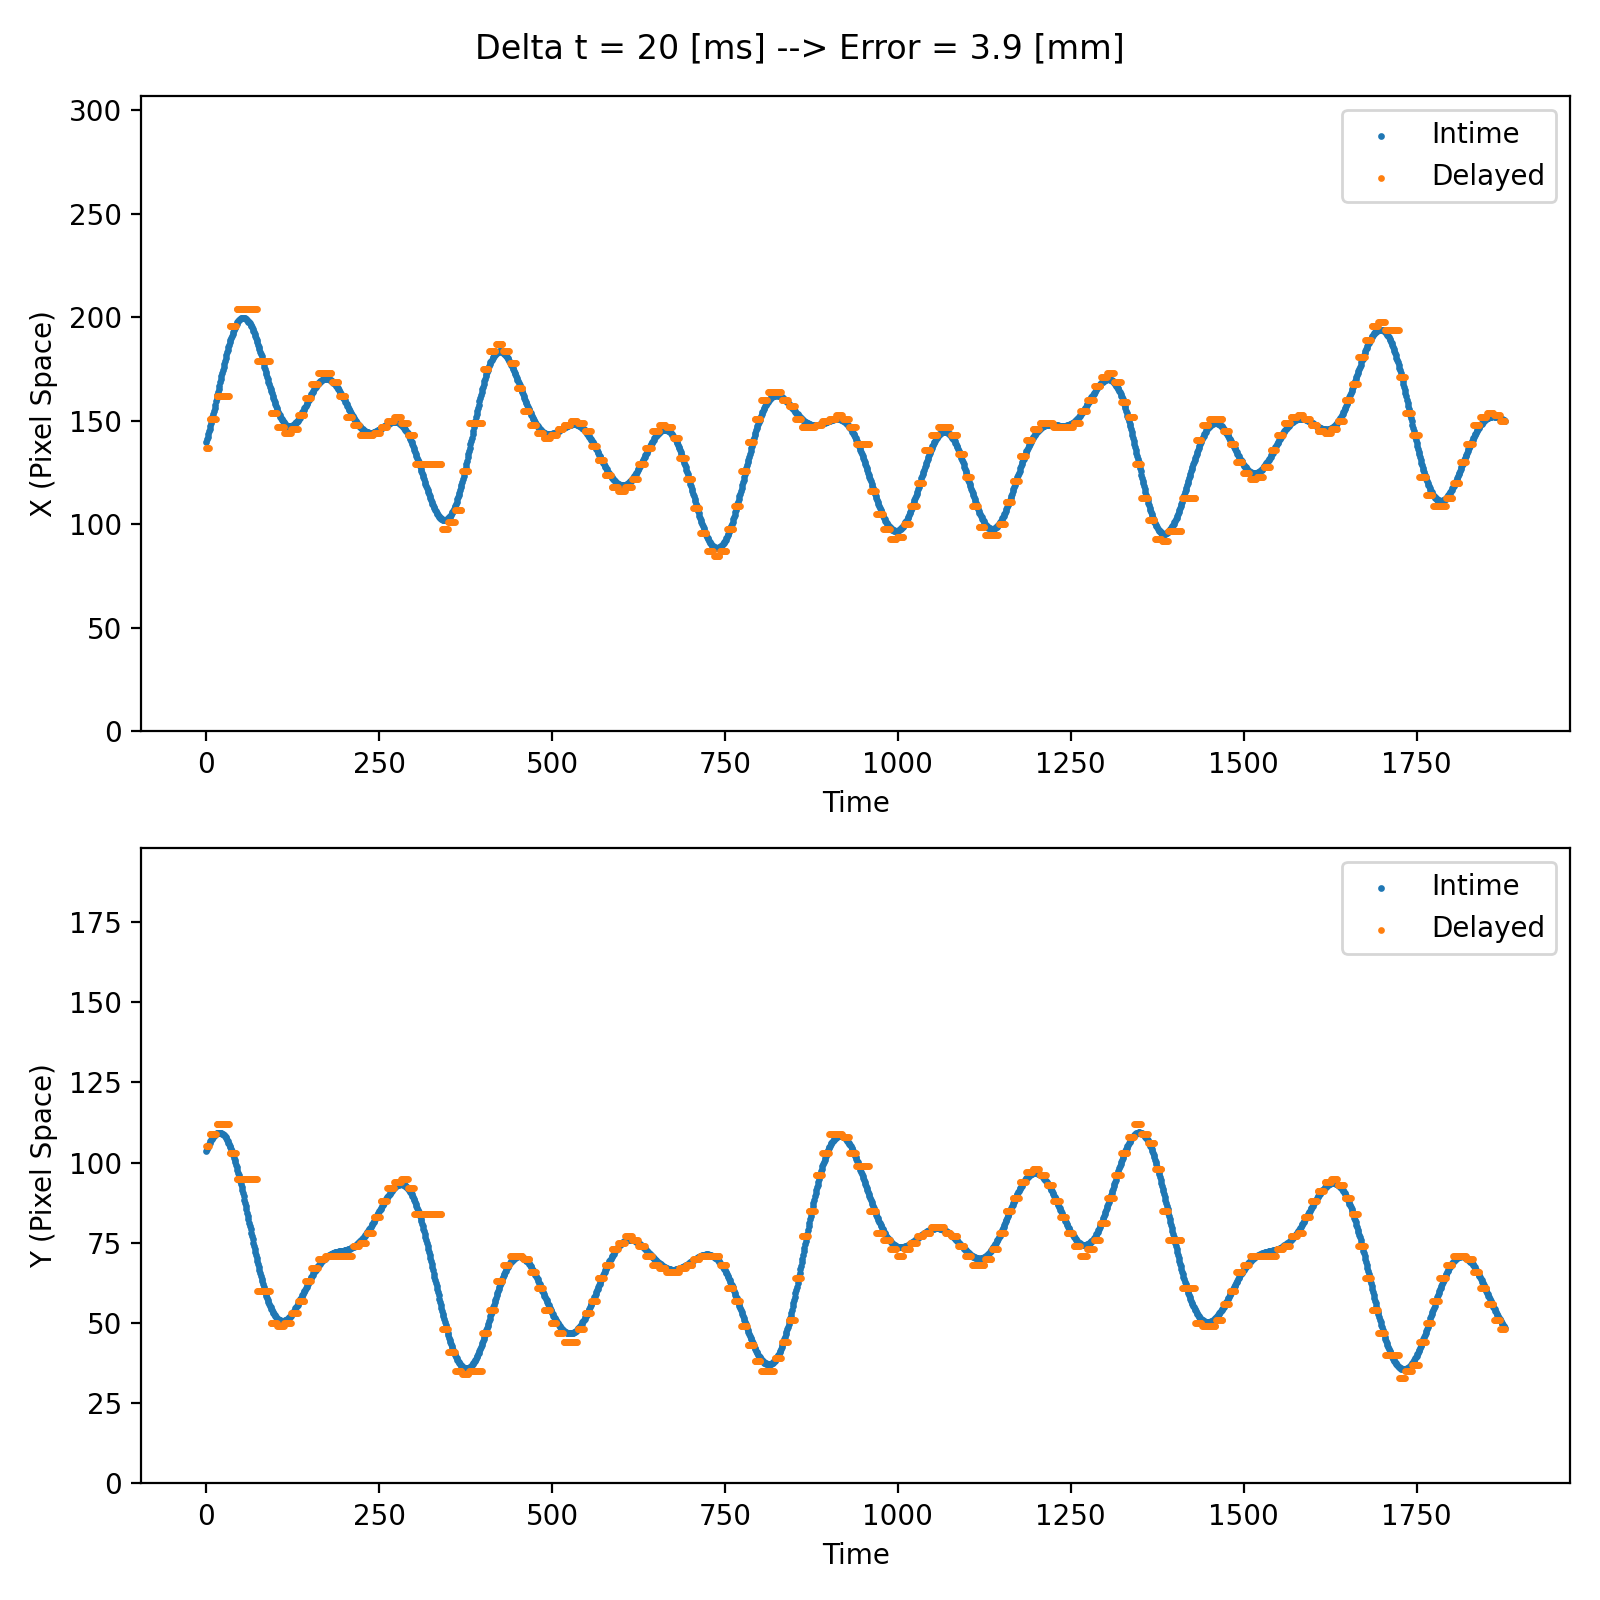 Delta t = 20 [ms] --> Error = 3.9 [mm]
300
250
200
150
100
50
0
X (Pixel Space)
Intime
Delayed
0 250 500 750 1000 1250 1500 1750
Time
175
150
125
100
75
50
25
0
Y (Pixel Space)
Intime
Delayed
0 250 500 750 1000 1250 1500 1750
Time